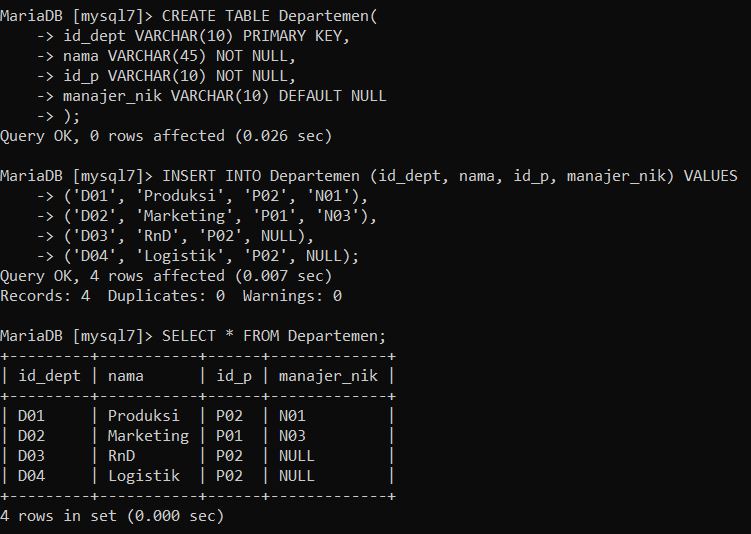 MariaDB [mysql7]> CREATE TABLE Departemen(
    -> id_dept VARCHAR(10) PRIMARY KEY,
    -> nama VARCHAR(45) NOT NULL,
    -> id_p VARCHAR(10) NOT NULL,
    -> manajer_nik VARCHAR(10) DEFAULT NULL
    -> );
Query OK, 0 rows affected (0.026 sec)

MariaDB [mysql7]> INSERT INTO Departemen (id_dept, nama, id_p, manajer_nik) VALUES
    -> ('D01', 'Produksi', 'P02', 'N01'),
    -> ('D02', 'Marketing', 'P01', 'N03'),
    -> ('D03', 'RnD', 'P02', NULL),
    -> ('D04', 'Logistik', 'P02', NULL);
Query OK, 4 rows affected (0.007 sec)
Records: 4  Duplicates: 0  Warnings: 0

MariaDB [mysql7]> SELECT * FROM Departemen;
+---------+-----------+------+-------------+
| id_dept | nama      | id_p | manajer_nik |
+---------+-----------+------+-------------+
| D01     | Produksi  | P02  | N01         |
| D02     | Marketing | P01  | N03         |
| D03     | RnD       | P02  | NULL        |
| D04     | Logistik  | P02  | NULL        |
+---------+-----------+------+-------------+
4 rows in set (0.000 sec)